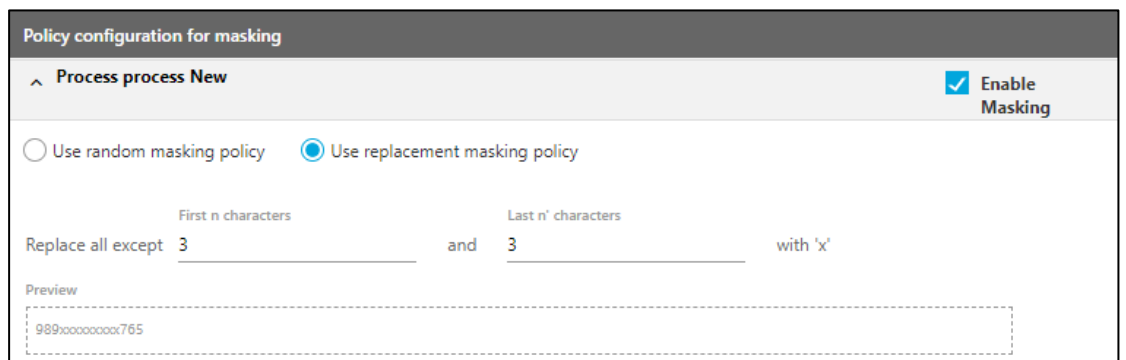 Policy configuration for masking
Process process New
Enable
Masking
Use random masking policy Use replacement masking policy
First n characters Last n' characters
Replace all except 3 and 3 with 'x'
Preview
989xxxxxxxxx765